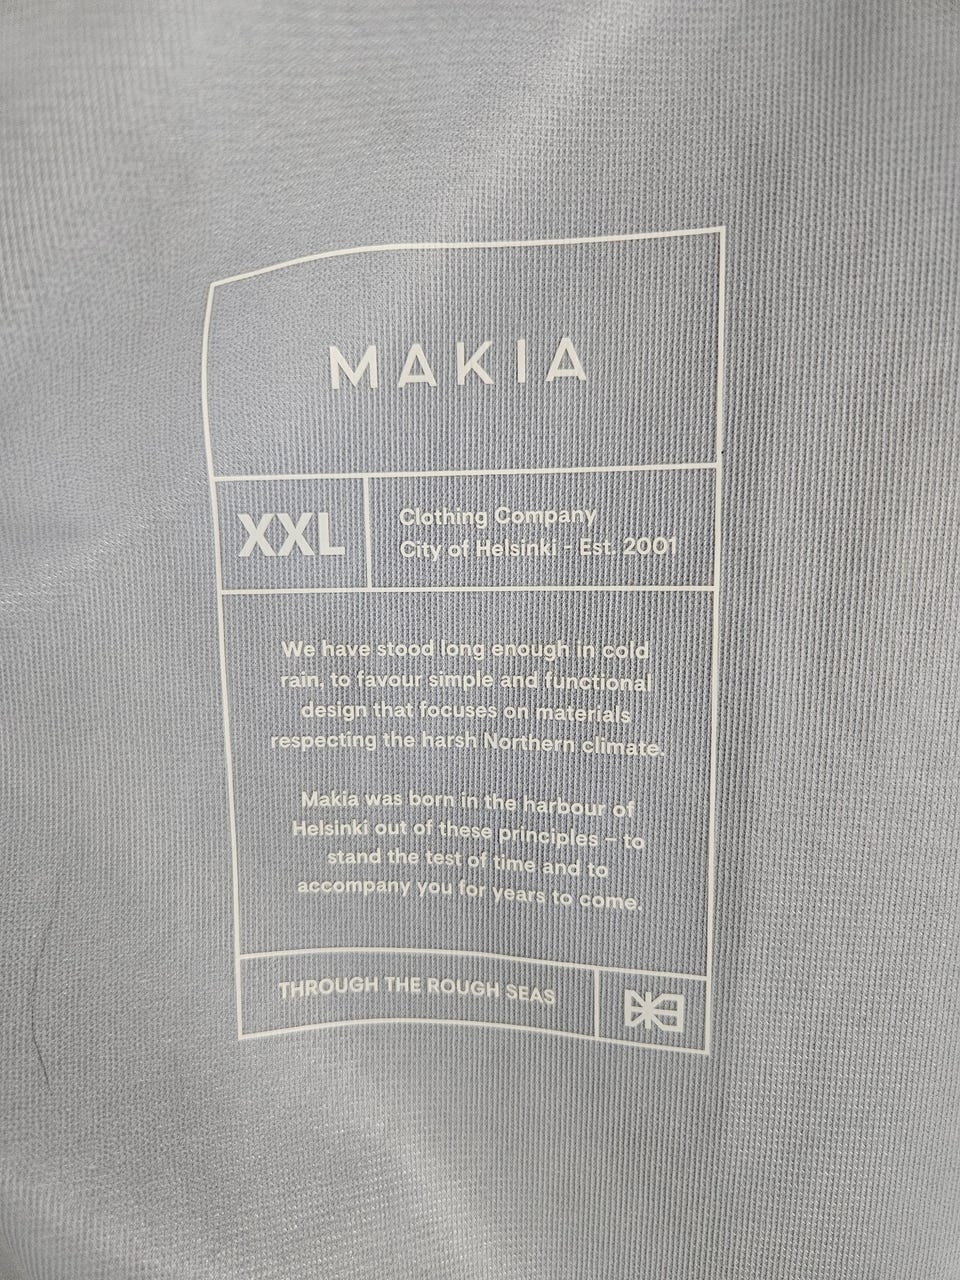 MAKIA
XXL
Clothing Company
City of Helsinki - Est. 2001
We have stood long enough in cold
rain, to favour simple and functional
design that focuses on materials
respecting the harsh Northern climate.
Makia was born in the harbour of
Helsinki out of these principles – to
stand the test of time and to
accompany you for years to come.
THROUGH THE ROUGH SEAS